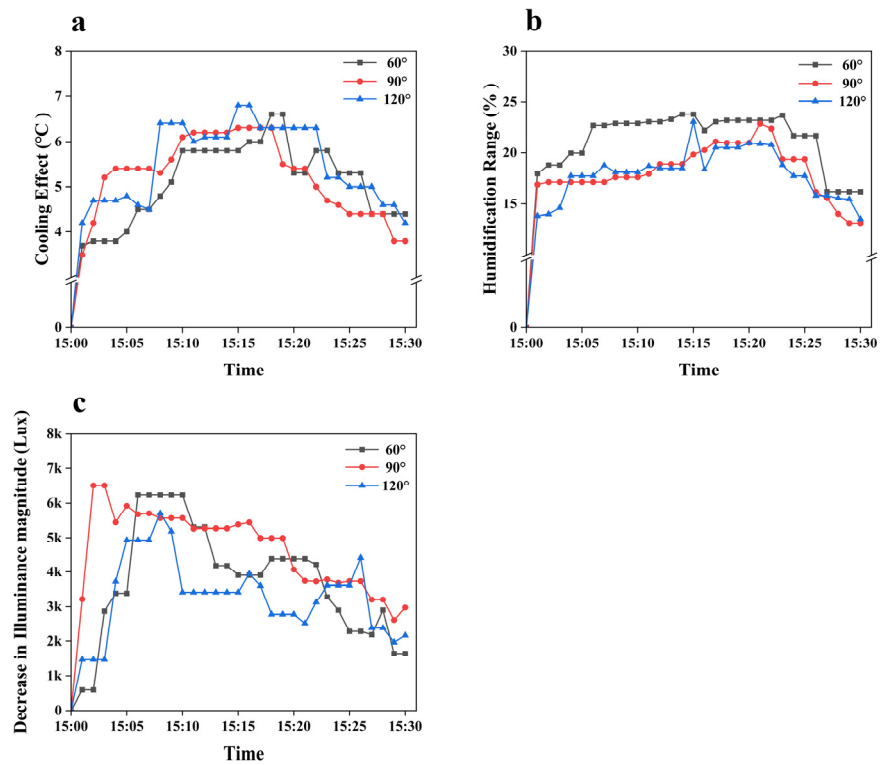 a
8
7
6
5
4
0
Cooling Effect (℃)
60°
90°
120°
15:00 15:05 15:10 15:15 15:20 15:25 15:30
Time
b
30
25
20
15
0
Humidification Range (%)
60°
90°
120°
15:00 15:05 15:10 15:15 15:20 15:25 15:30
Time
c
8k
7k
6k
5k
4k
3k
2k
1k
0
Decrease in Illuminance magnitude (Lux)
60°
90°
120°
15:00 15:05 15:10 15:15 15:20 15:25 15:30
Time